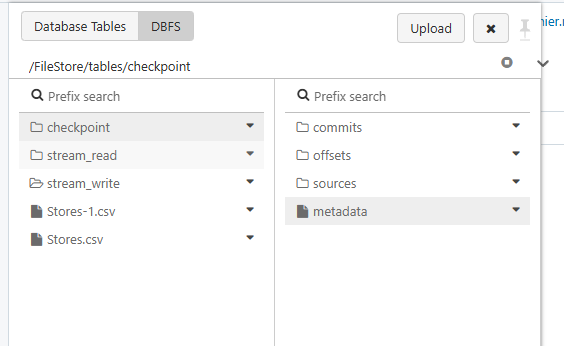 Database Tables DBFS Upload
/FileStore/tables/checkpoint
Prefix search
checkpoint
stream_read
stream_write
Stores-1.csv
Stores.csv
Prefix search
commits
offsets
sources
metadata